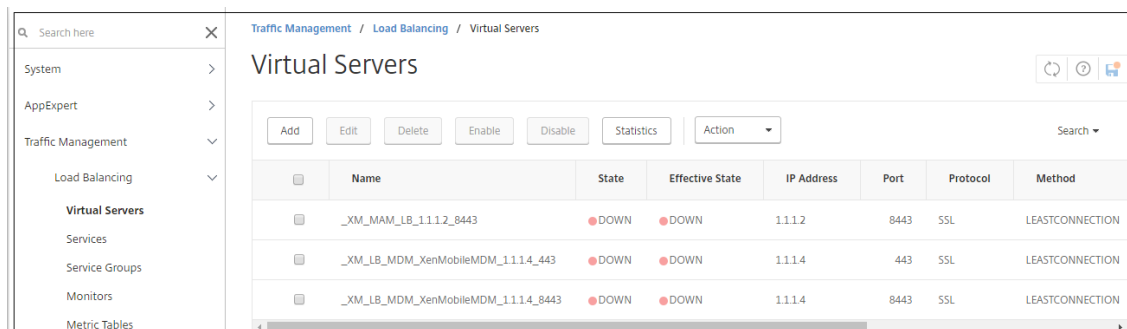 Search here
Traffic Management / Load Balancing / Virtual Servers
System
Virtual Servers
AppExpert
Traffic Management
Load Balancing
Virtual Servers
Services
Service Groups
Monitors
Metric Tables
Add Edit Delete Enable Disable Statistics Action Search
Name State Effective State IP Address Port Protocol Method
_XM_MAM_LB_1.1.1.2_8443 DOWN DOWN 1.1.1.2 8443 SSL LEASTCONNECTION
_XM_LB_MDM_XenMobileMDM_1.1.1.4_443 DOWN DOWN 1.1.1.4 443 SSL LEASTCONNECTION
_XM_LB_MDM_XenMobileMDM_1.1.1.4_8443 DOWN DOWN 1.1.1.4 8443 SSL LEASTCONNECTION